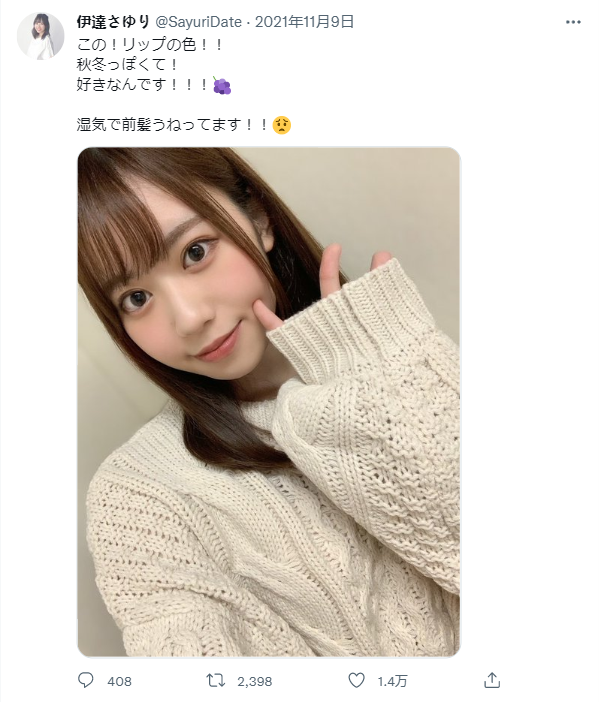 伊達さゆり @SayuriDate · 2021年11月9日
この！リップの色！！
秋冬っぽくて！
好きなんです！！！🍇
湿気で前髪うねってます！！😟
408 2,398 1.4万